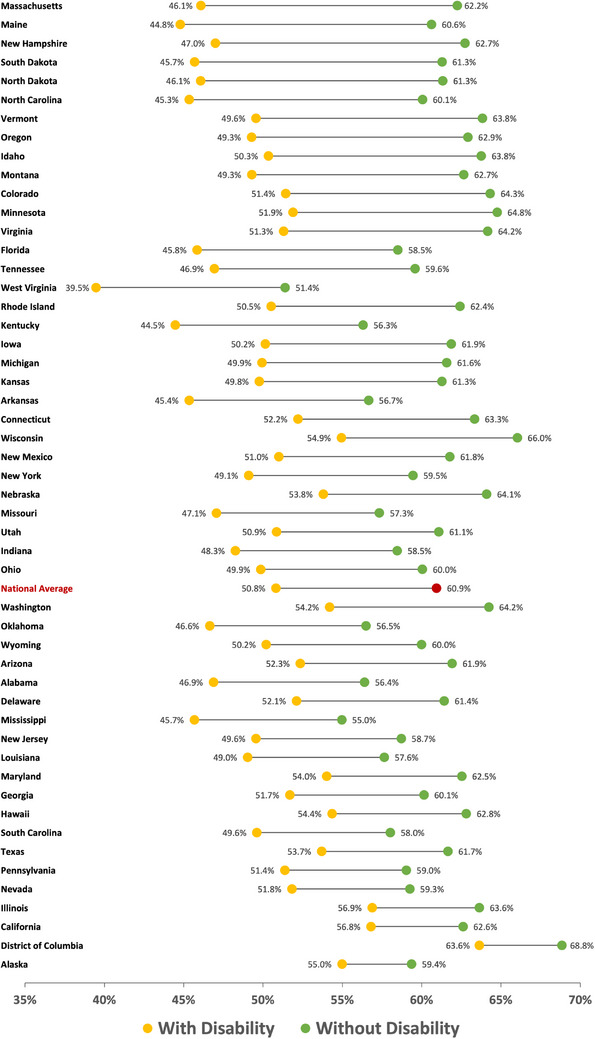 Massachusetts 46.1% 62.2%
Maine 44.8% 60.6%
New Hampshire 47.0% 62.7%
South Dakota 45.7% 61.3%
North Dakota 46.1% 61.3%
North Carolina 45.3% 60.1%
Vermont 49.6% 63.8%
Oregon 49.3% 62.9%
Idaho 50.3% 63.8%
Montana 49.3% 62.7%
Colorado 51.4% 64.3%
Minnesota 51.9% 64.8%
Virginia 51.3% 64.2%
Florida 45.8% 58.5%
Tennessee 46.9% 59.6%
West Virginia 39.5% 51.4%
Rhode Island 50.5% 62.4%
Kentucky 44.5% 56.3%
Iowa 50.2% 61.9%
Michigan 49.9% 61.6%
Kansas 49.8% 61.3%
Arkansas 45.4% 56.7%
Connecticut 52.2% 63.3%
Wisconsin 54.9% 66.0%
New Mexico 51.0% 61.8%
New York 49.1% 59.5%
Nebraska 53.8% 64.1%
Missouri 47.1% 57.3%
Utah 50.9% 61.1%
Indiana 48.3% 58.5%
Ohio 49.9% 60.0%
National Average 50.8% 60.9%
Washington 54.2% 64.2%
Oklahoma 46.6% 56.5%
Wyoming 50.2% 60.0%
Arizona 52.3% 61.9%
Alabama 46.9% 56.4%
Delaware 52.1% 61.4%
Mississippi 45.7% 55.0%
New Jersey 49.6% 58.7%
Louisiana 49.0% 57.6%
Maryland 54.0% 62.5%
Georgia 51.7% 60.1%
Hawaii 54.4% 62.8%
South Carolina 49.6% 58.0%
Texas 53.7% 61.7%
Pennsylvania 51.4% 59.0%
Nevada 51.8% 59.3%
Illinois 56.9% 63.6%
California 56.8% 62.6%
District of Columbia 63.6% 68.8%
Alaska 55.0% 59.4%
35% 40% 45% 50% 55% 60% 65% 70%
With Disability Without Disability